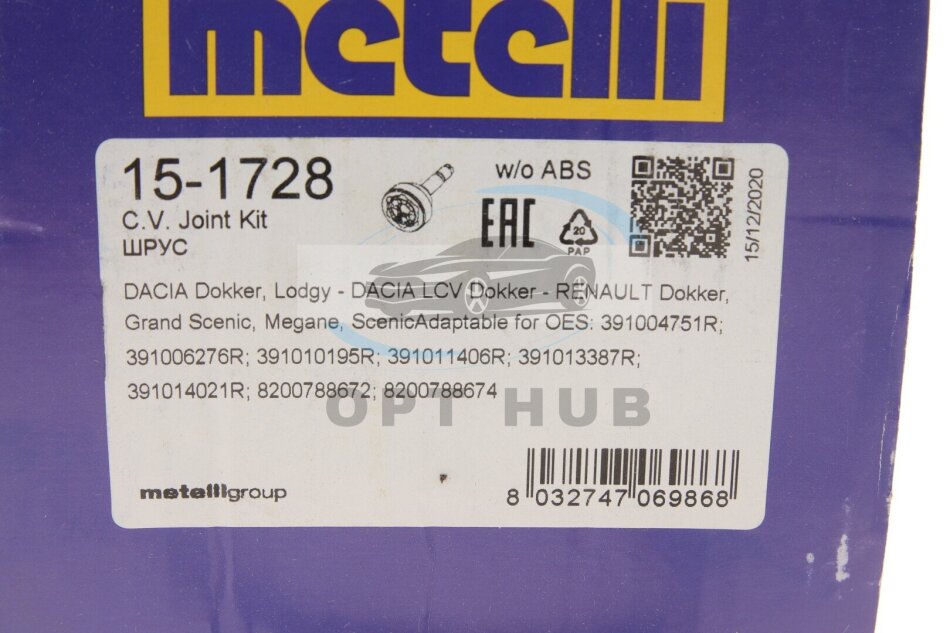 metelli
15-1728
w/o ABS
C.V. Joint Kit
ШРУС
EAC
20
PAP
15/12/2020
DACIA Dokker, Lodgy - DACIA LCV Dokker - RENAULT Dokker,
Grand Scenic, Megane, ScenicAdaptable for OES: 391004751R;
391006276R; 391010195R; 391011406R; 391013387R;
391014021R; 8200788672; 8200788674
OPT HUB
metelligroup
8 032747 069868